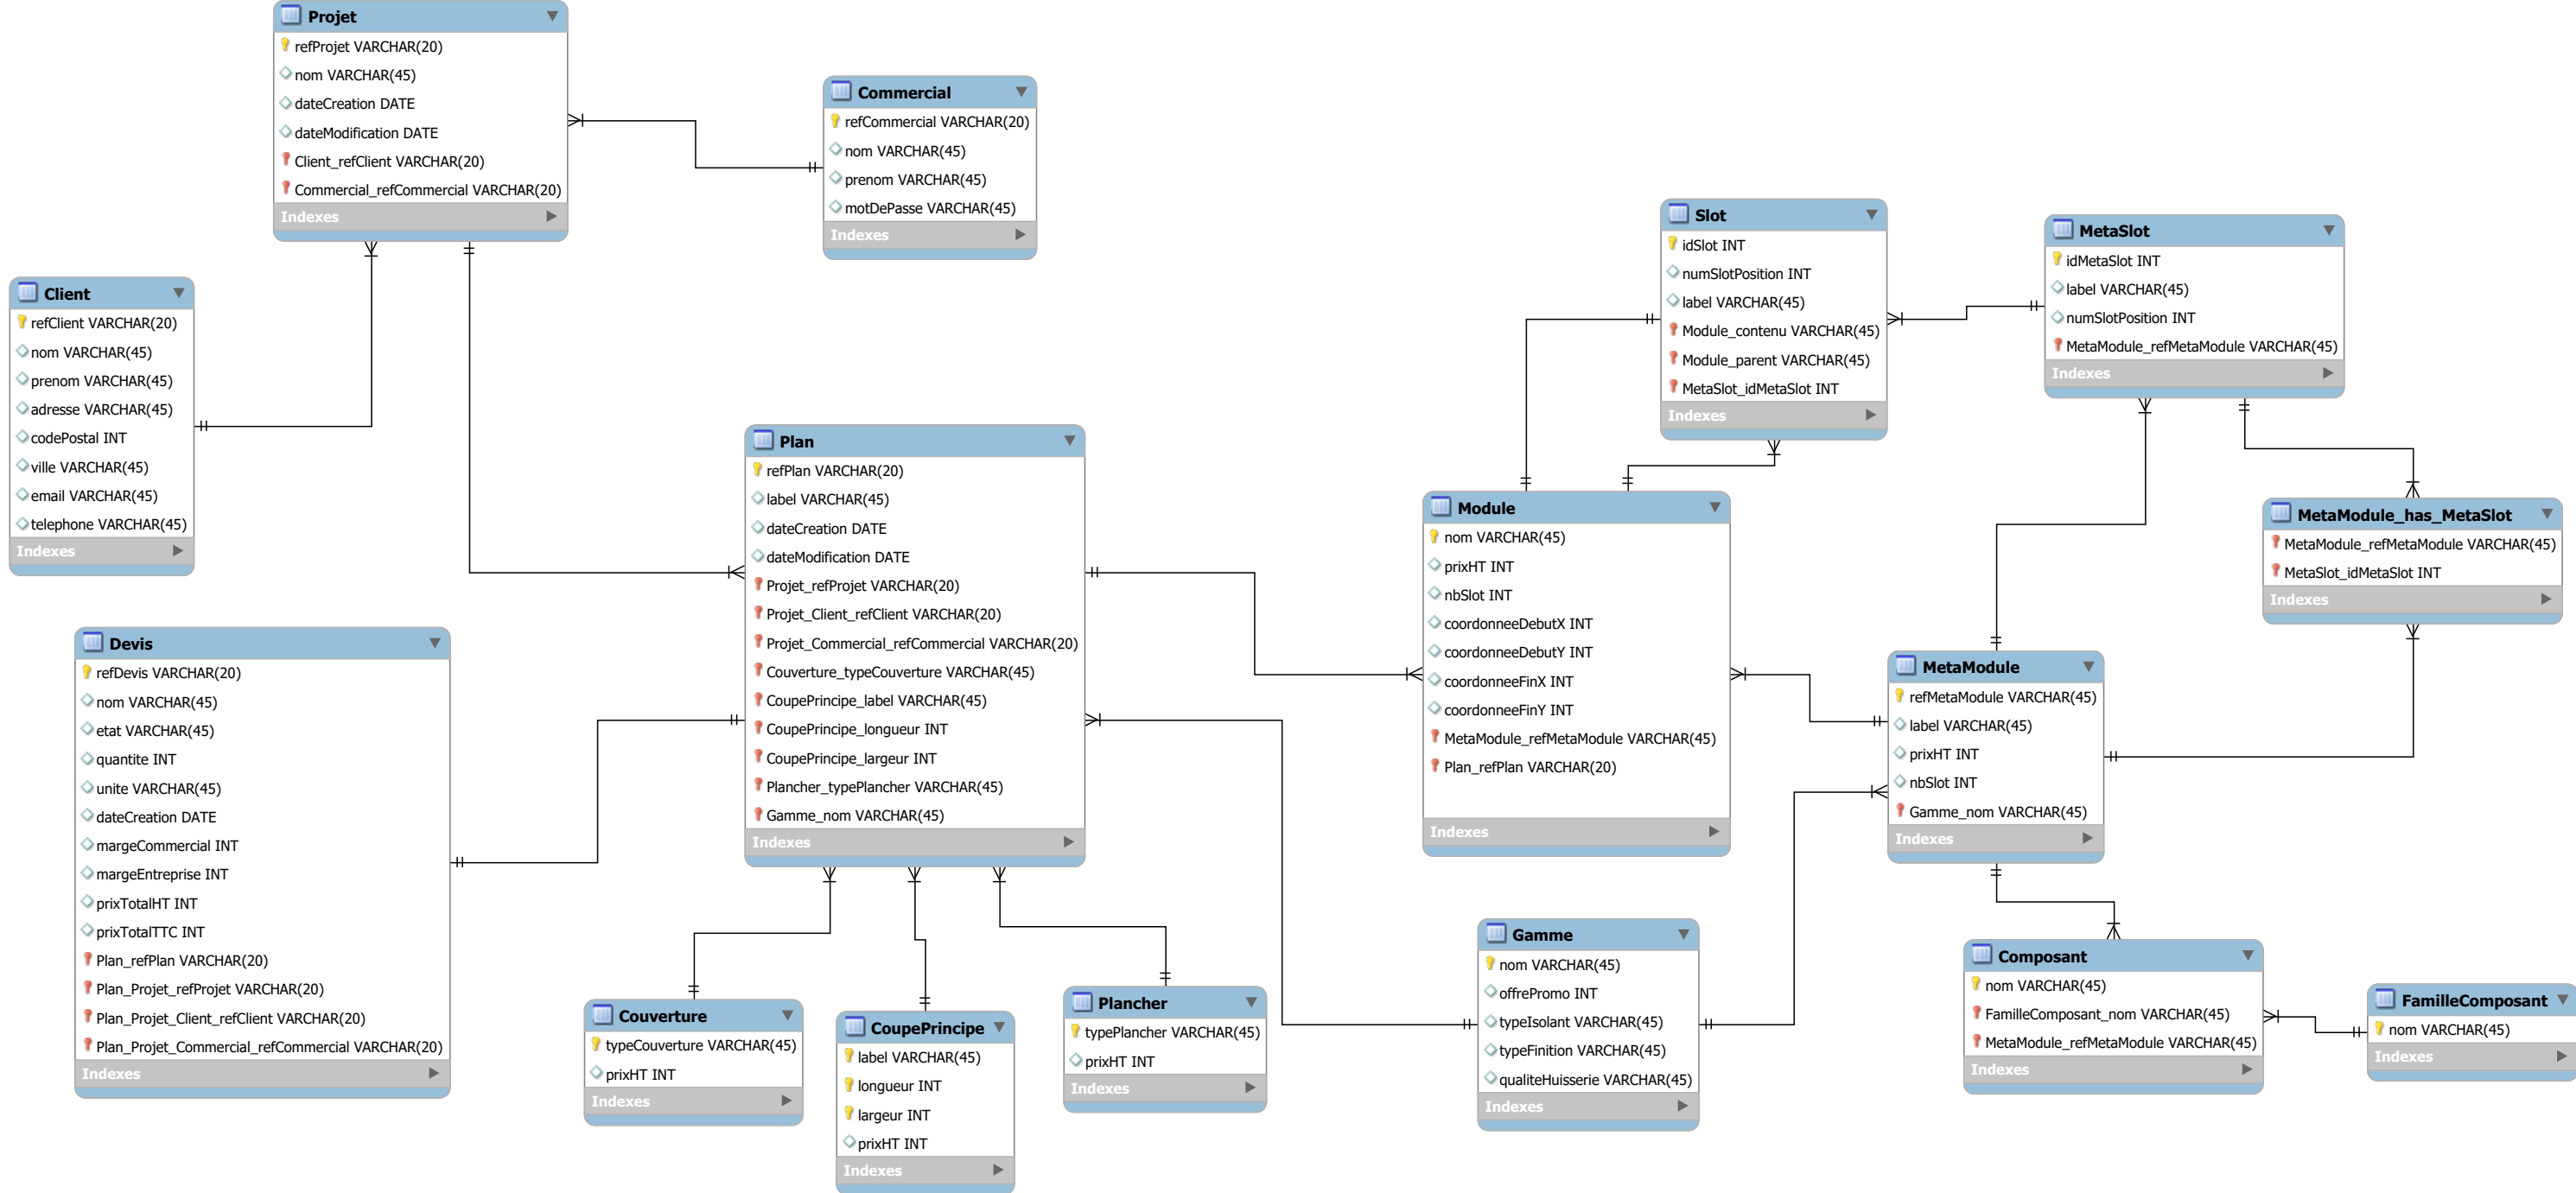 Projet
refProjet VARCHAR(20)
nom VARCHAR(45)
dateCreation DATE
dateModification DATE
Client_refClient VARCHAR(20)
Commercial_refCommercial VARCHAR(20)
Indexes
Commercial
refCommercial VARCHAR(20)
nom VARCHAR(45)
prenom VARCHAR(45)
motDePasse VARCHAR(45)
Indexes
Client
refClient VARCHAR(20)
nom VARCHAR(45)
prenom VARCHAR(45)
adresse VARCHAR(45)
codePostal INT
ville VARCHAR(45)
email VARCHAR(45)
telephone VARCHAR(45)
Indexes
Slot
idSlot INT
numSlotPosition INT
label VARCHAR(45)
Module_contenu VARCHAR(45)
Module_parent VARCHAR(45)
MetaSlot_idMetaSlot INT
Indexes
MetaSlot
idMetaSlot INT
label VARCHAR(45)
numSlotPosition INT
MetaModule_refMetaModule VARCHAR(45)
Indexes
Plan
refPlan VARCHAR(20)
label VARCHAR(45)
dateCreation DATE
dateModification DATE
Projet_refProjet VARCHAR(20)
Projet_Client_refClient VARCHAR(20)
Projet_Commercial_refCommercial VARCHAR(20)
Couverture_typeCouverture VARCHAR(45)
CoupePrincipe_label VARCHAR(45)
CoupePrincipe_longueur INT
CoupePrincipe_largeur INT
Plancher_typePlancher VARCHAR(45)
Gamme_nom VARCHAR(45)
Indexes
Module
nom VARCHAR(45)
prixHT INT
nbSlot INT
coordonneeDebutX INT
coordonneeDebutY INT
coordonneeFinX INT
coordonneeFinY INT
MetaModule_refMetaModule VARCHAR(45)
Plan_refPlan VARCHAR(20)
Indexes
MetaModule_has_MetaSlot
MetaModule_refMetaModule VARCHAR(45)
MetaSlot_idMetaSlot INT
Indexes
Devis
refDevis VARCHAR(20)
nom VARCHAR(45)
etat VARCHAR(45)
quantite INT
unite VARCHAR(45)
dateCreation DATE
margeCommercial INT
margeEntreprise INT
prixTotalHT INT
prixTotalTTC INT
Plan_refPlan VARCHAR(20)
Plan_Projet_refProjet VARCHAR(20)
Plan_Projet_Client_refClient VARCHAR(20)
Plan_Projet_Commercial_refCommercial VARCHAR(20)
Indexes
MetaModule
refMetaModule VARCHAR(45)
label VARCHAR(45)
prixHT INT
nbSlot INT
Gamme_nom VARCHAR(45)
Indexes
Couverture
typeCouverture VARCHAR(45)
prixHT INT
Indexes
CoupePrincipe
label VARCHAR(45)
longueur INT
largeur INT
prixHT INT
Indexes
Plancher
typePlancher VARCHAR(45)
prixHT INT
Indexes
Gamme
nom VARCHAR(45)
offrePromo INT
typeIsolant VARCHAR(45)
typeFinition VARCHAR(45)
qualiteHuisserie VARCHAR(45)
Indexes
Composant
nom VARCHAR(45)
FamilleComposant_nom VARCHAR(45)
MetaModule_refMetaModule VARCHAR(45)
Indexes
FamilleComposant
nom VARCHAR(45)
Indexes